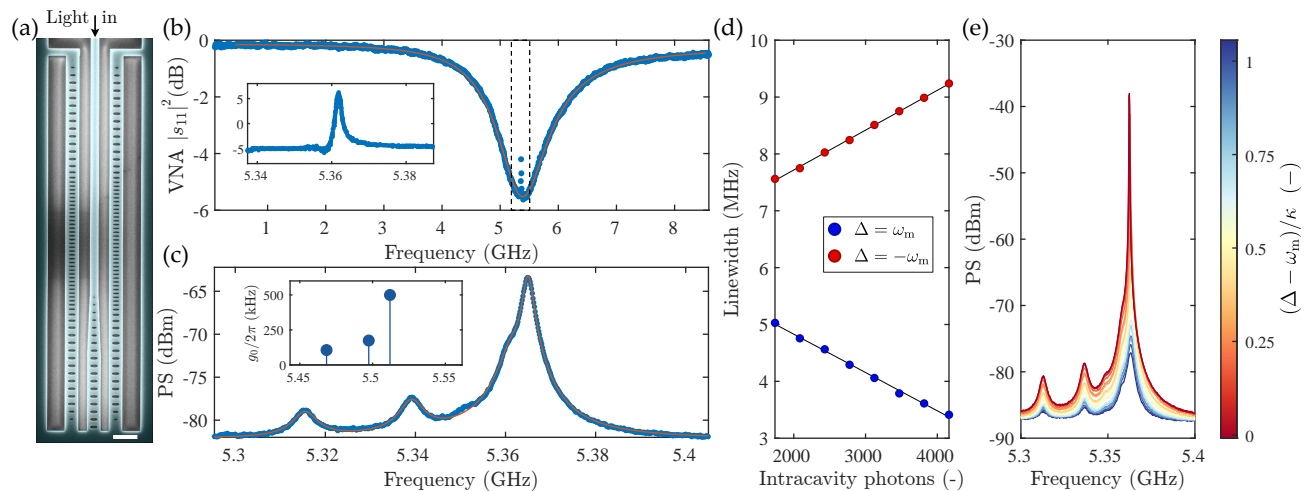 (a)
Light in
(b)
VNA |s₁₁|² (dB)
0
-2
-4
-6
5
0
-5
5.34 5.36 5.38
1 2 3 4 5 6 7 8
Frequency (GHz)
(c)
PS (dBm)
-65
-70
-75
-80
g₀/2π (kHz)
500
250
0
5.45 5.5 5.55
5.3 5.32 5.34 5.36 5.38 5.4
Frequency (GHz)
(d)
Linewidth (MHz)
10
9
8
7
6
5
4
3
Δ = ωₘ
Δ = −ωₘ
2000 3000 4000
Intracavity photons (-)
(e)
PS (dBm)
-30
-40
-50
-60
-70
-80
-90
5.3 5.35 5.4
Frequency (GHz)
1
0.75
0.5
0.25
0
(Δ − ωₘ)/κ (−)